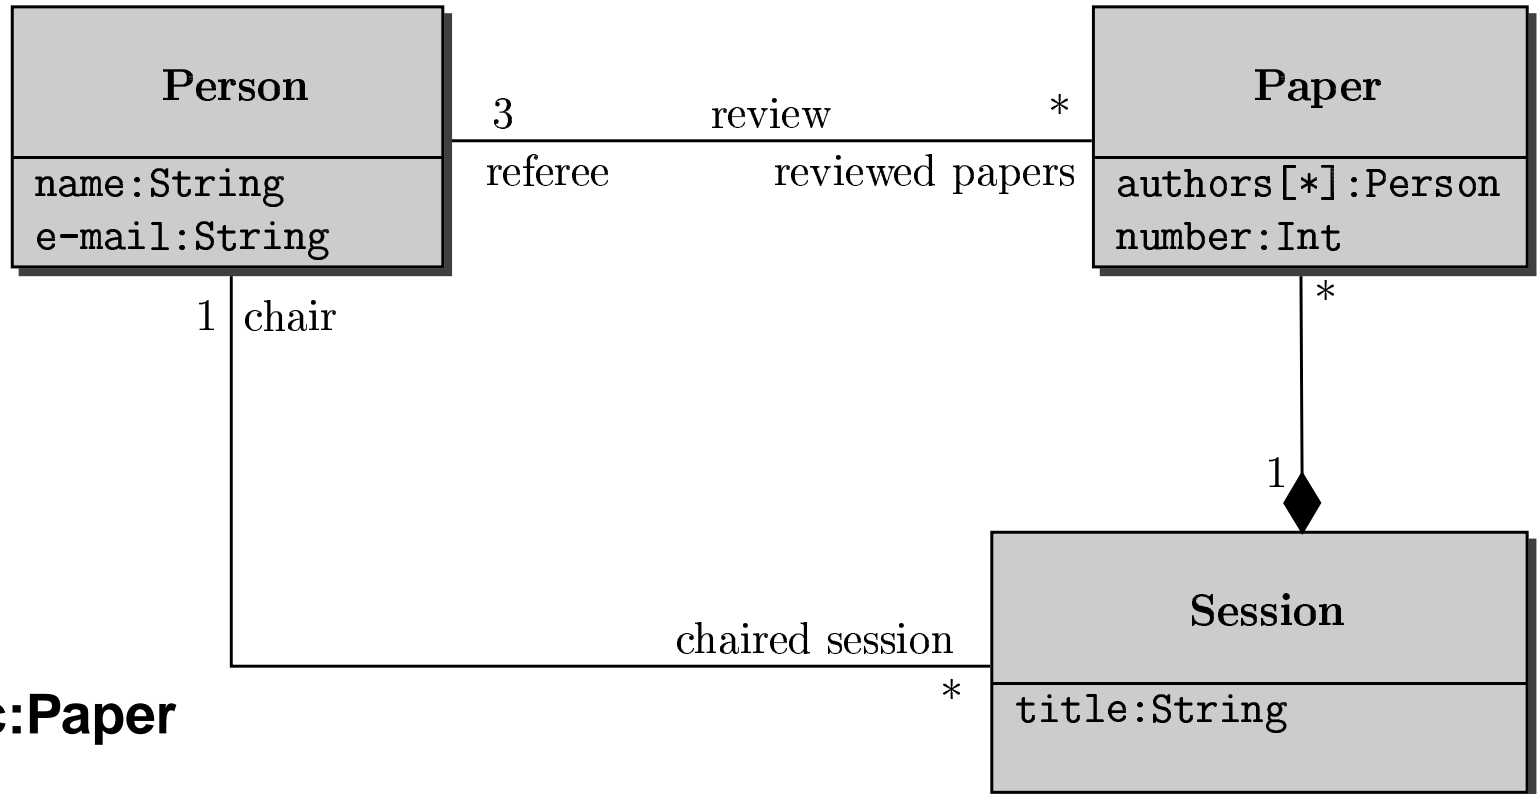 Person
name:String
e-mail:String
3
review
*
referee
reviewed papers
Paper
authors[*]:Person
number:Int
1 chair
*
1
chaired session
*
Session
title:String
:Paper